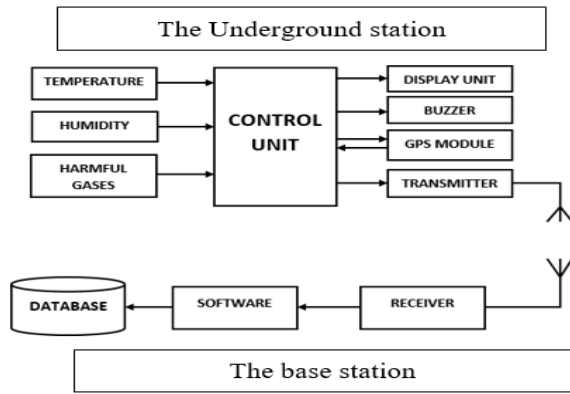 The Underground station
TEMPERATURE
HUMIDITY
HARMFUL
GASES
CONTROL
UNIT
DISPLAY UNIT
BUZZER
GPS MODULE
TRANSMITTER
DATABASE
SOFTWARE
RECEIVER
The base station